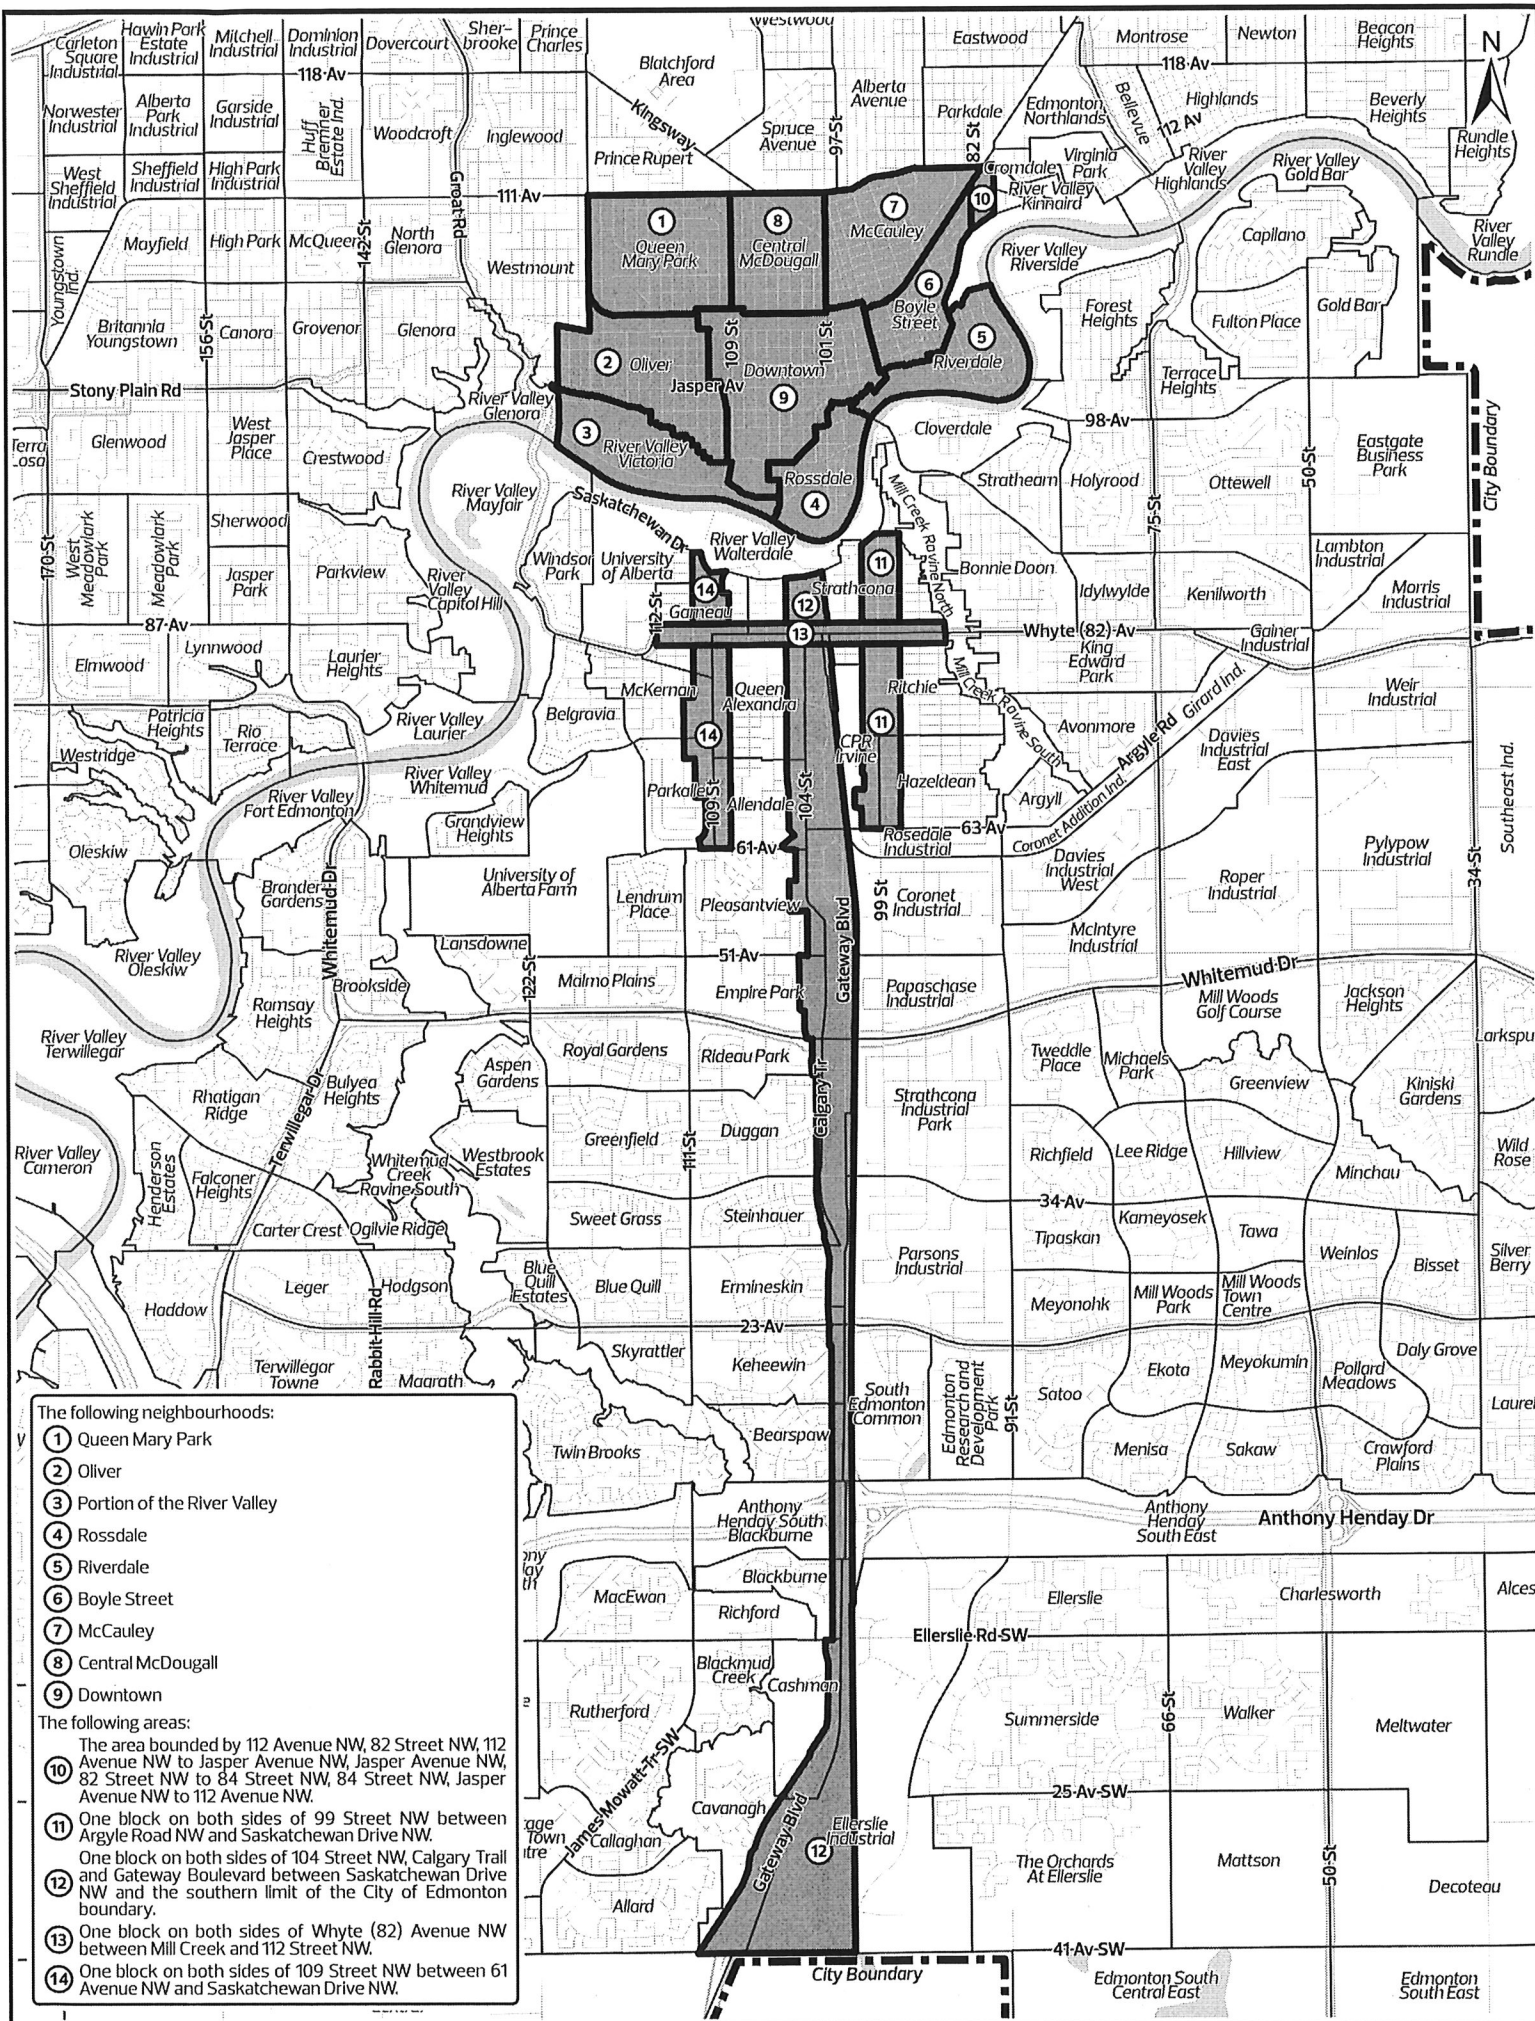 Westwood
Hawin Park
Estate
Industrial
Carleton
Square
Industrial
Mitchell
Industrial
Dominion
Industrial
Dovercourt
Sher-
brooke
Prince
Charles
Blatchford
Area
Eastwood
Montrose
Newton
Beacon
Heights
N
118 Av
118 Av
Norwester
Industrial
Alberta
Park
Industrial
Garside
Industrial
Huff
Bremner
Estate Ind.
Woodcroft
Inglewood
Kingsway
Prince Rupert
Spruce
Avenue
97 St
Alberta
Avenue
Parkdale
82 St
Edmonton
Northlands
Bellevue
112 Av
Highlands
Beverly
Heights
Rundle
Heights
West
Sheffield
Industrial
Sheffield
Industrial
High Park
Industrial
Groat Rd
111 Av
Cromdale
Virginia
Park
River Valley
Kinnaird
River
Valley
Highlands
River Valley
Gold Bar
River
Valley
Rundle
Youngstown
Ind.
Mayfield
High Park
McQueen
142 St
North
Glenora
Westmount
1
Queen
Mary Park
8
Central
McDougall
7
McCauley
10
River Valley
Riverside
Capilano
6
Boyle
Street
5
Riverdale
Forest
Heights
Fulton Place
Gold Bar
Britannia
Youngstown
156 St
Canora
Grovenor
Glenora
2
Oliver
109 St
101 St
Jasper Av
Downtown
9
Terrace
Heights
Stony Plain Rd
River Valley
Glenora
3
River Valley
Victoria
Rossdale
4
Cloverdale
98 Av
50 St
City Boundary
Terra
Losa
Glenwood
West
Jasper
Place
Crestwood
River Valley
Mayfair
Saskatchewan Dr
Strathearn
Holyrood
75 St
Ottewell
Eastgate
Business
Park
170 St
West
Meadowlark
Park
Meadowlark
Park
Sherwood
Jasper
Park
Parkview
River
Valley
Capitol Hill
Windsor
Park
University
of Alberta
River Valley
Walterdale
Mill Creek Ravine North
11
Strathcona
Bonnie Doon
Idylwylde
Kenilworth
Lambton
Industrial
Morris
Industrial
14
Garneau
112 St
12
13
87 Av
Whyte (82) Av
Elmwood
Lynnwood
Laurier
Heights
King
Edward
Park
Gainer
Industrial
Weir
Industrial
Patricia
Heights
Westridge
Rio
Terrace
River Valley
Laurier
Belgravia
McKernan
Queen
Alexandra
Ritchie
11
Mill Creek Ravine South
Avonmore
Argyle Rd
Girard Ind.
Davies
Industrial
East
14
CPR
Irvine
River Valley
Whitemud
River Valley
Fort Edmonton
Parkallen
109 St
Allendale
104 St
Hazeldean
Argyll
Coronet Addition Ind.
Southeast Ind.
Grandview
Heights
Oleskiw
61 Av
Rosedale
Industrial
63 Av
Davies
Industrial
West
Roper
Industrial
Pylypow
Industrial
34 St
Brander
Gardens
Whitemud Dr
University of
Alberta Farm
Lendrum
Place
Pleasantview
Gateway Blvd
99 St
Coronet
Industrial
McIntyre
Industrial
River Valley
Oleskiw
Lansdowne
122 St
51 Av
Malmo Plains
Empire Park
Papaschase
Industrial
Whitemud Dr
Mill Woods
Golf Course
Jackson
Heights
Ramsay
Heights
Brookside
River Valley
Terwillegar
Royal Gardens
Rideau Park
Calgary Tr
Tweddle
Place
Michaels
Park
Greenview
Kiniski
Gardens
Aspen
Gardens
Rhatigan
Ridge
Bulyea
Heights
Terwillegar Dr
Strathcona
Industrial
Park
Greenfield
Duggan
111 St
Richfield
Lee Ridge
Hillview
Minchau
Wild
Rose
River Valley
Cameron
Henderson
Estates
Falconer
Heights
Whitemud
Creek
Ravine South
Westbrook
Estates
Carter Crest
Ogilvie Ridge
Sweet Grass
Steinhauer
34 Av
Tipaskan
Kameyosek
Tawa
Weinlos
Bisset
Silver
Berry
Parsons
Industrial
Haddow
Leger
Rabbit Hill Rd
Hodgson
Blue
Quill
Estates
Blue Quill
Ermineskin
Meyonohk
Mill Woods
Park
Mill Woods
Town
Centre
23 Av
Skyrattler
Keheewin
Daly Grove
Terwillegar
Towne
Magrath
South
Edmonton
Common
Edmonton
Research and
Development
Park
91 St
Satoo
Ekota
Meyokumin
Pollard
Meadows
Twin Brooks
Bearspaw
Menisa
Sakaw
Crawford
Plains
Anthony
Henday South
Blackburne
Anthony
Henday
South East
Anthony Henday Dr
Blackburne
MacEwan
Richford
Ellerslie
Charlesworth
Ellerslie Rd SW
Blackmud
Creek
Cashman
Rutherford
James Mowatt Tr SW
Summerside
66 St
Walker
Meltwater
25 Av SW
Cavanagh
Callaghan
Gateway Blvd
Ellerslie
Industrial
12
The Orchards
At Ellerslie
Mattson
50 St
Decoteau
Allard
41 Av SW
City Boundary
Edmonton South
Central East
Edmonton
South East
The following neighbourhoods:
1 Queen Mary Park
2 Oliver
3 Portion of the River Valley
4 Rossdale
5 Riverdale
6 Boyle Street
7 McCauley
8 Central McDougall
9 Downtown
The following areas:
10 The area bounded by 112 Avenue NW, 82 Street NW, 112
Avenue NW to Jasper Avenue NW, Jasper Avenue NW,
82 Street NW to 84 Street NW, 84 Street NW, Jasper
Avenue NW to 112 Avenue NW.
11 One block on both sides of 99 Street NW between
Argyle Road NW and Saskatchewan Drive NW.
12 One block on both sides of 104 Street NW, Calgary Trail
and Gateway Boulevard between Saskatchewan Drive
NW and the southern limit of the City of Edmonton
boundary.
13 One block on both sides of Whyte (82) Avenue NW
between Mill Creek and 112 Street NW.
14 One block on both sides of 109 Street NW between 61
Avenue NW and Saskatchewan Drive NW.